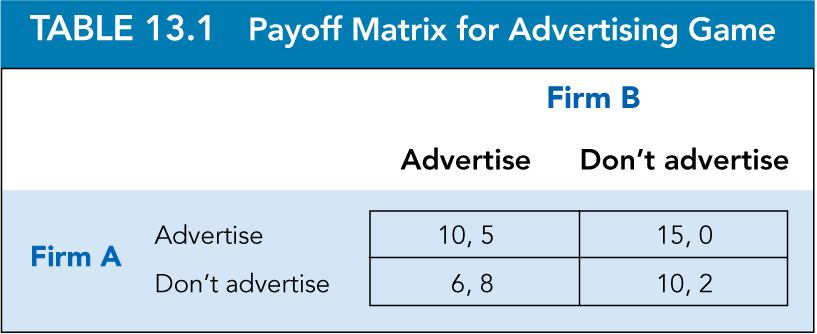 TABLE 13.1 Payoff Matrix for Advertising Game
Firm B
Advertise Don’t advertise
Firm A
Advertise 10, 5 15, 0
Don’t advertise 6, 8 10, 2